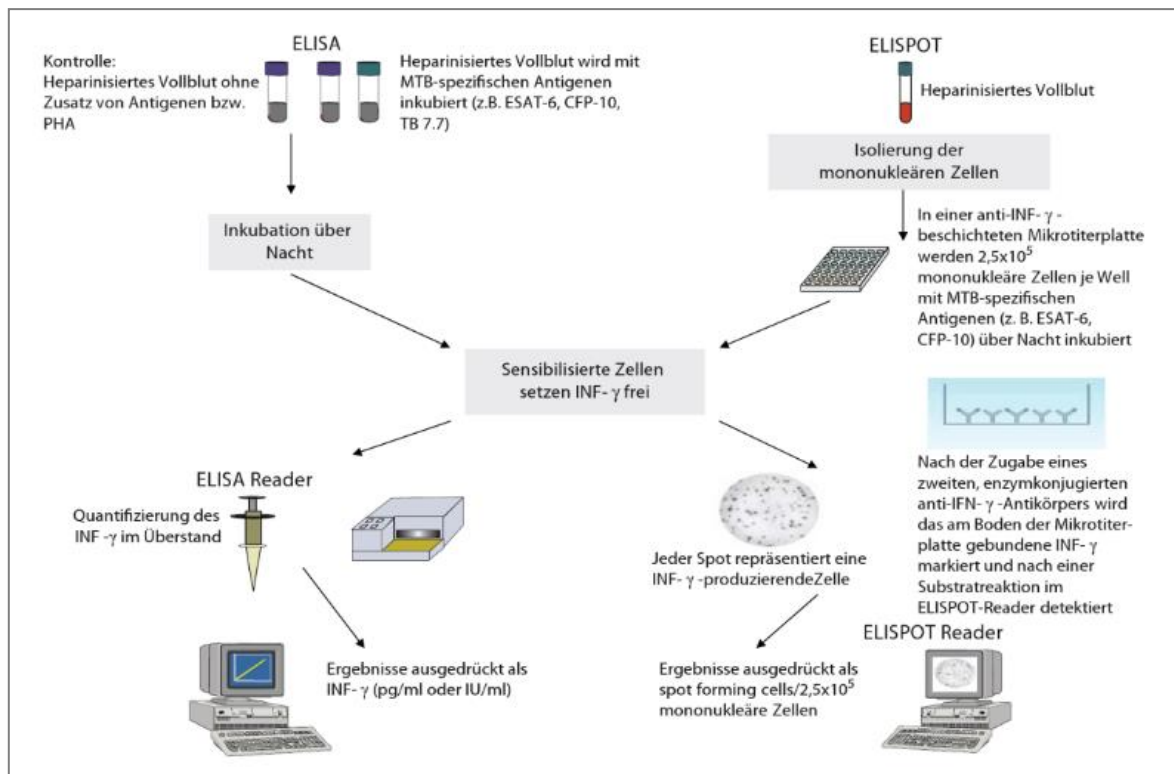 ELISA
Kontrolle:
Heparinisiertes Vollblut ohne
Zusatz von Antigenen bzw.
PHA
Heparinisiertes Vollblut wird mit
MTB-spezifischen Antigenen
inkubiert (z.B. ESAT-6, CFP-10,
TB 7.7)
Inkubation über
Nacht
ELISPOT
Heparinisiertes Vollblut
Isolierung der
mononukleären Zellen
In einer anti-INF- γ -
beschichteten Mikrotiterplatte
werden 2,5x10⁵
mononukleäre Zellen je Well
mit MTB-spezifischen
Antigenen (z. B. ESAT-6,
CFP-10) über Nacht inkubiert
Sensibilisierte Zellen
setzen INF- γ frei
ELISA Reader
Quantifizierung des
INF -γ im Überstand
Ergebnisse ausgedrückt als
INF- γ (pg/ml oder IU/ml)
Jeder Spot repräsentiert eine
INF- γ -produzierendeZelle
Nach der Zugabe eines
zweiten, enzymkonjugierten
anti-IFN- γ -Antikörpers wird
das am Boden der Mikrotiter-
platte gebundene INF- γ
markiert und nach einer
Substratreaktion im
ELISPOT-Reader detektiert
ELISPOT Reader
Ergebnisse ausgedrückt als
spot forming cells/2,5x10⁵
mononukleäre Zellen